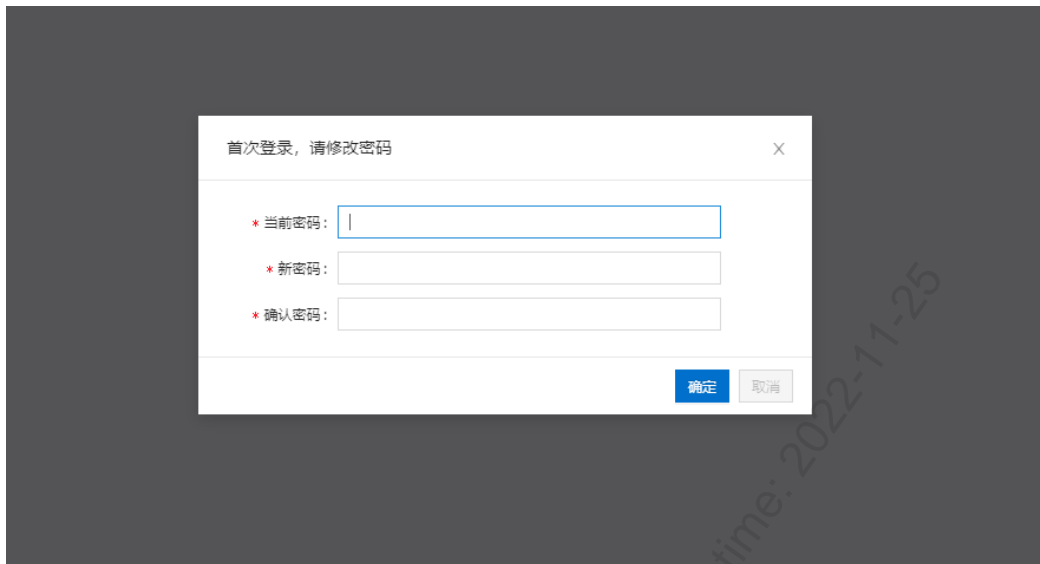 首次登录，请修改密码 X
* 当前密码：
* 新密码：
* 确认密码：
确定 取消
time: 2022-11-25